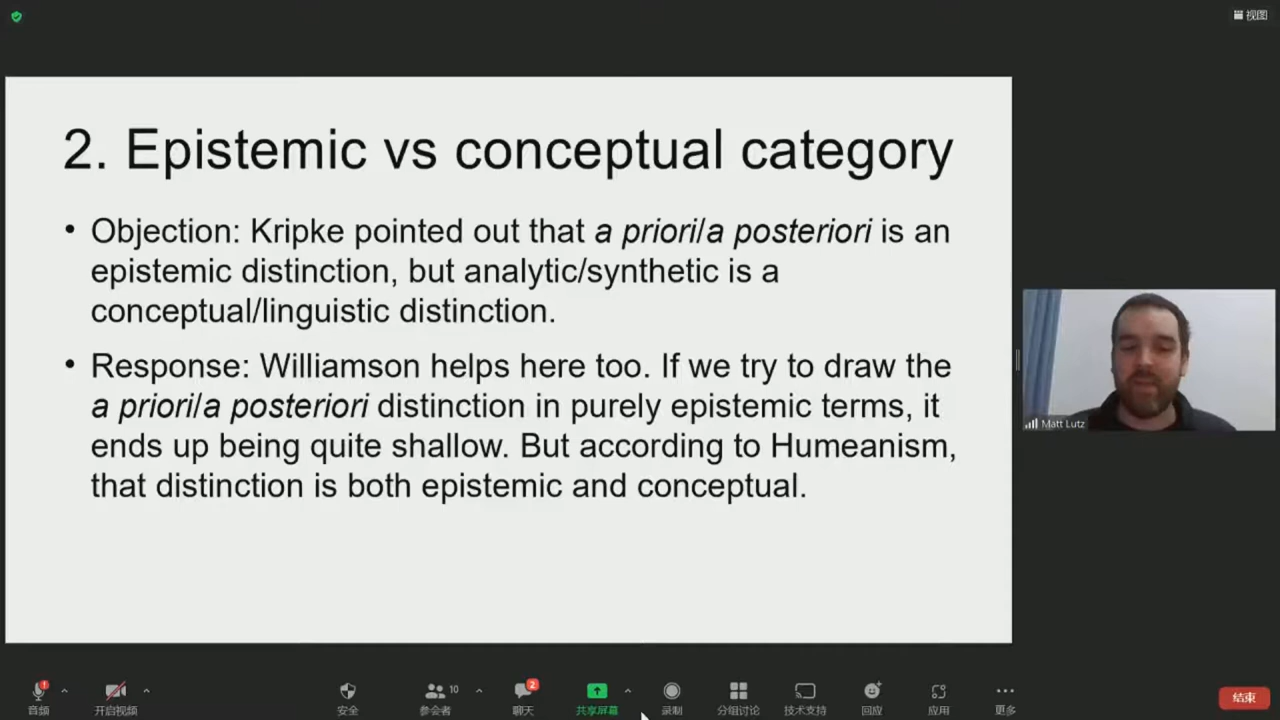 视图
2. Epistemic vs conceptual category
• Objection: Kripke pointed out that a priori/a posteriori is an
epistemic distinction, but analytic/synthetic is a
conceptual/linguistic distinction.
• Response: Williamson helps here too. If we try to draw the
a priori/a posteriori distinction in purely epistemic terms, it
ends up being quite shallow. But according to Humeanism,
that distinction is both epistemic and conceptual.
Matt Lutz
10
2
音频
开启视频
安全
参会者
聊天
共享屏幕
录制
分组讨论
技术支持
回应
应用
更多
结束